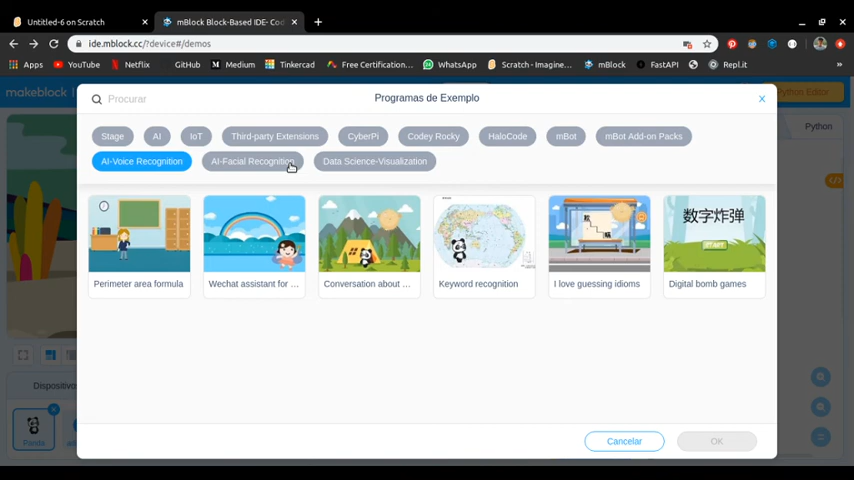 Untitled-6 on Scratch
mBlock Block-Based IDE- Co
ide.mblock.cc/?device#/demos
Apps YouTube Netflix GitHub Medium Tinkercad Free Certification... WhatsApp Scratch - Imagine... mBlock FastAPI Repl.it
makeblock
Python Editor
Procurar
Programas de Exemplo
Stage AI IoT Third-party Extensions CyberPi Codey Rocky HaloCode mBot mBot Add-on Packs
Python
AI-Voice Recognition AI-Facial Recognition Data Science-Visualization
数字炸弹
START
Perimeter area formula Wechat assistant for ... Conversation about ... Keyword recognition I love guessing idioms Digital bomb games
Dispositivo
Panda
Cancelar OK